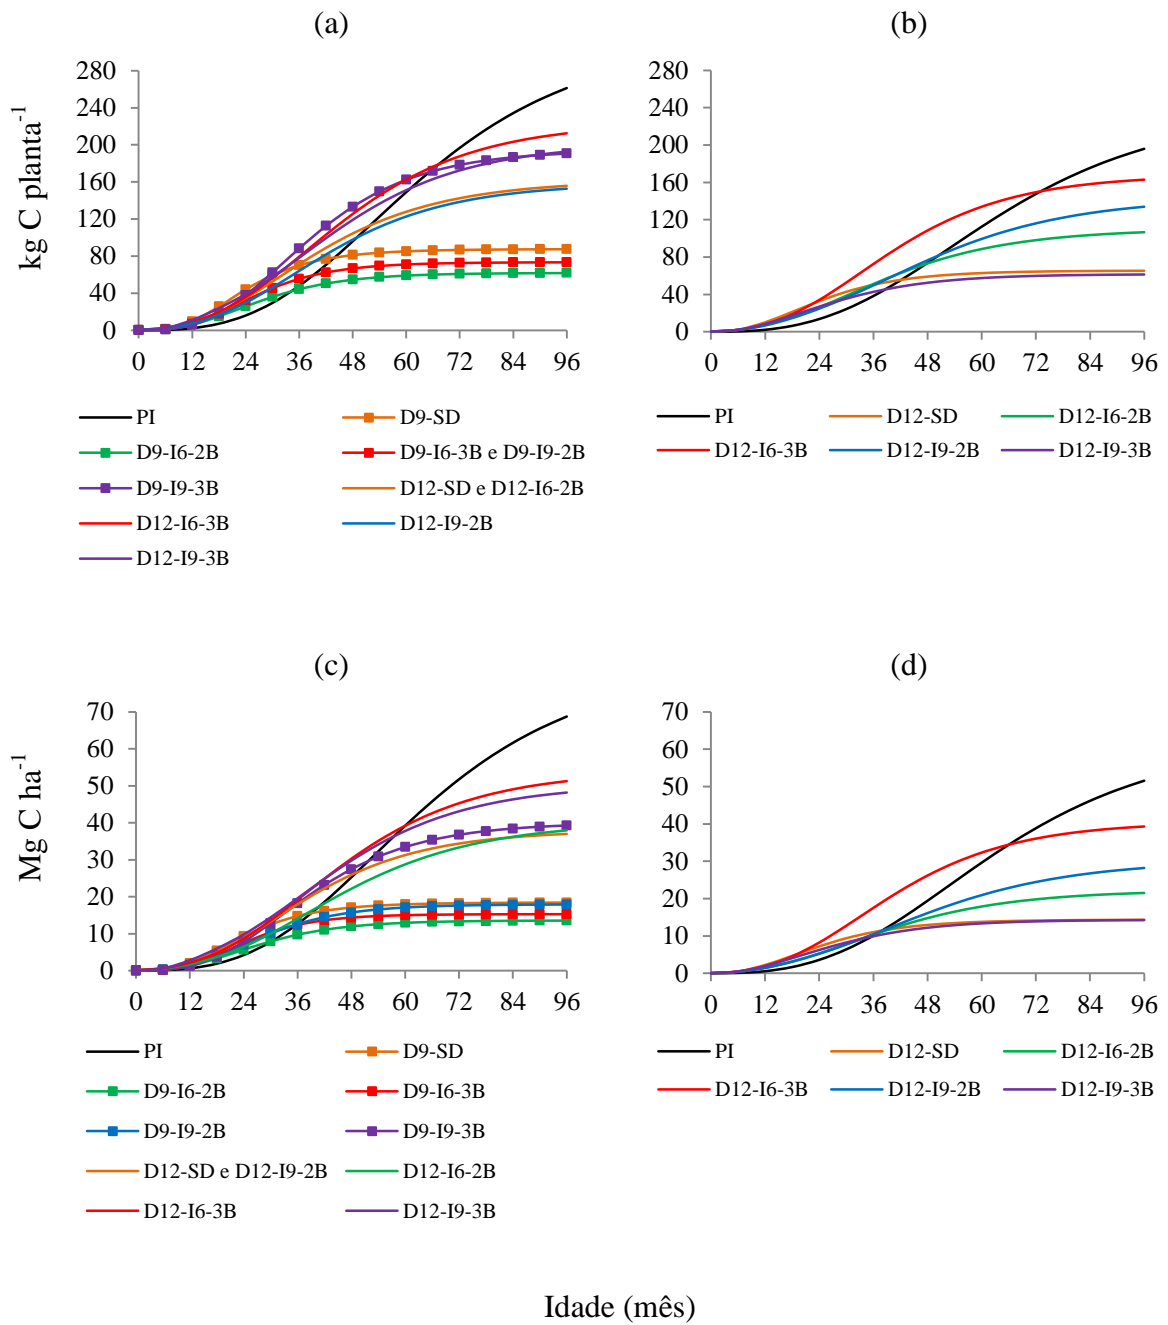 (a)
(b)
kg C planta⁻¹
280
240
200
160
120
80
40
0
0 12 24 36 48 60 72 84 96
280
240
200
160
120
80
40
0
0 12 24 36 48 60 72 84 96
PI D9-SD
D9-I6-2B D9-I6-3B e D9-I9-2B
D9-I9-3B D12-SD e D12-I6-2B
D12-I6-3B D12-I9-2B
D12-I9-3B
PI D12-SD D12-I6-2B
D12-I6-3B D12-I9-2B D12-I9-3B
(c)
(d)
Mg C ha⁻¹
70
60
50
40
30
20
10
0
0 12 24 36 48 60 72 84 96
70
60
50
40
30
20
10
0
0 12 24 36 48 60 72 84 96
PI D9-SD
D9-I6-2B D9-I6-3B
D9-I9-2B D9-I9-3B
D12-SD e D12-I9-2B D12-I6-2B
D12-I6-3B D12-I9-3B
PI D12-SD D12-I6-2B
D12-I6-3B D12-I9-2B D12-I9-3B
Idade (mês)